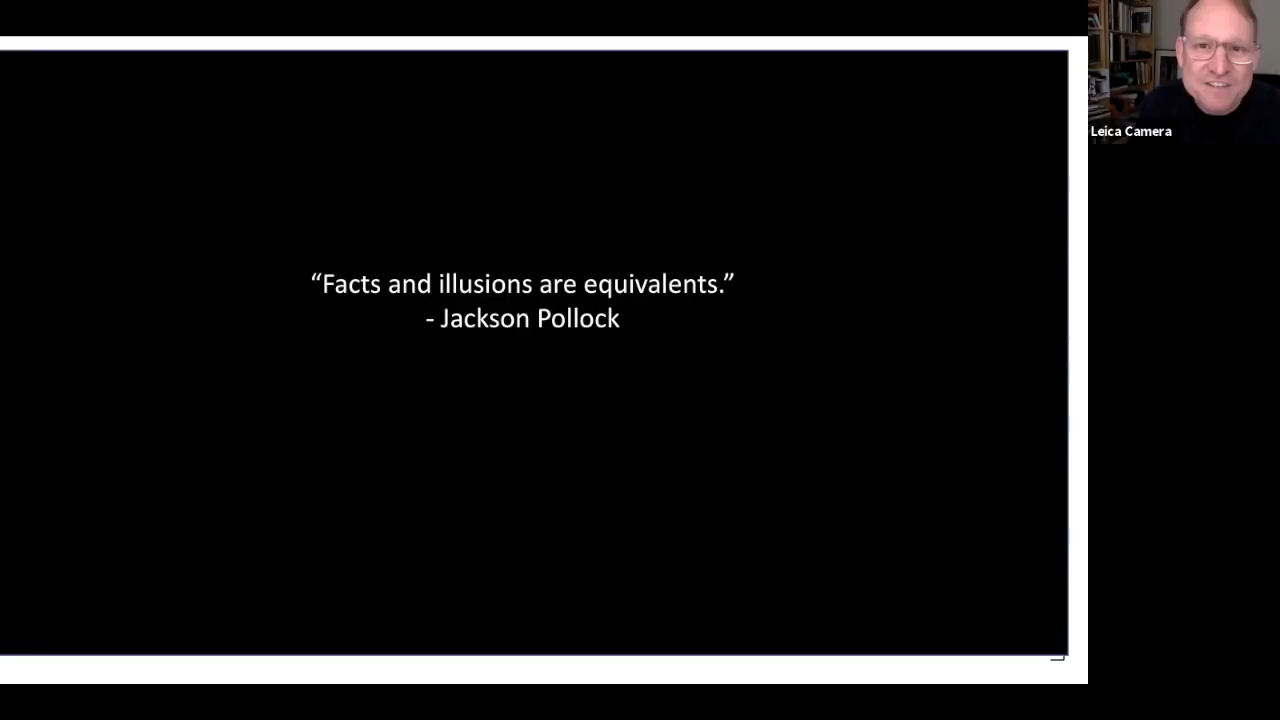 “Facts and illusions are equivalents.”
- Jackson Pollock
Leica Camera